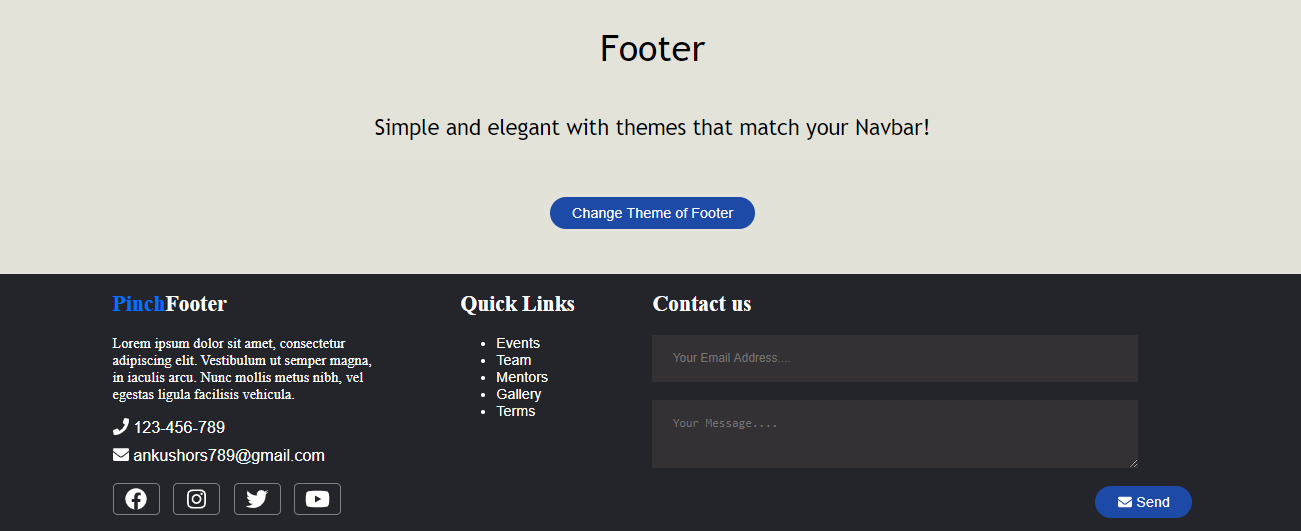 Footer
Simple and elegant with themes that match your Navbar!
Change Theme of Footer
PinchFooter
Lorem ipsum dolor sit amet, consectetur
adipiscing elit. Vestibulum ut semper magna,
in iaculis arcu. Nunc mollis metus nibh, vel
egestas ligula facilisis vehicula.
123-456-789
ankushors789@gmail.com
Quick Links
Events
Team
Mentors
Gallery
Terms
Contact us
Your Email Address....
Your Message....
Send